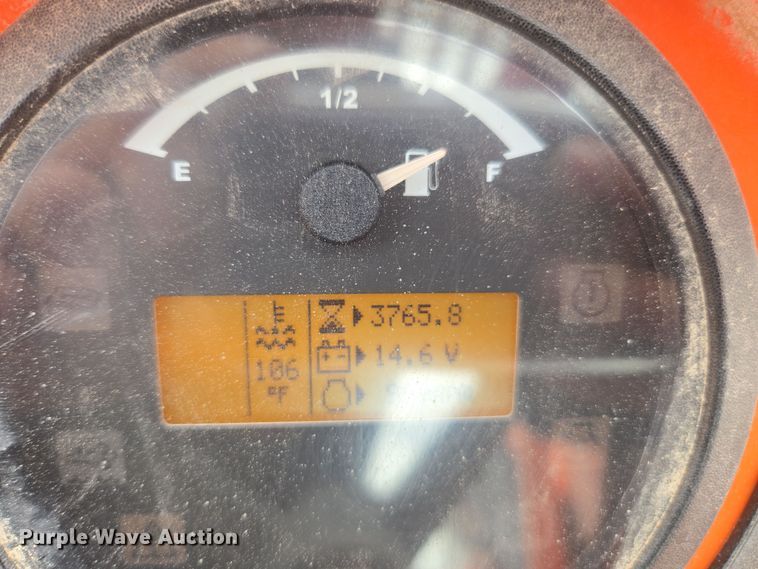 1/2
E F
3765.8
14.6 V
106
°F
Purple Wave Auction